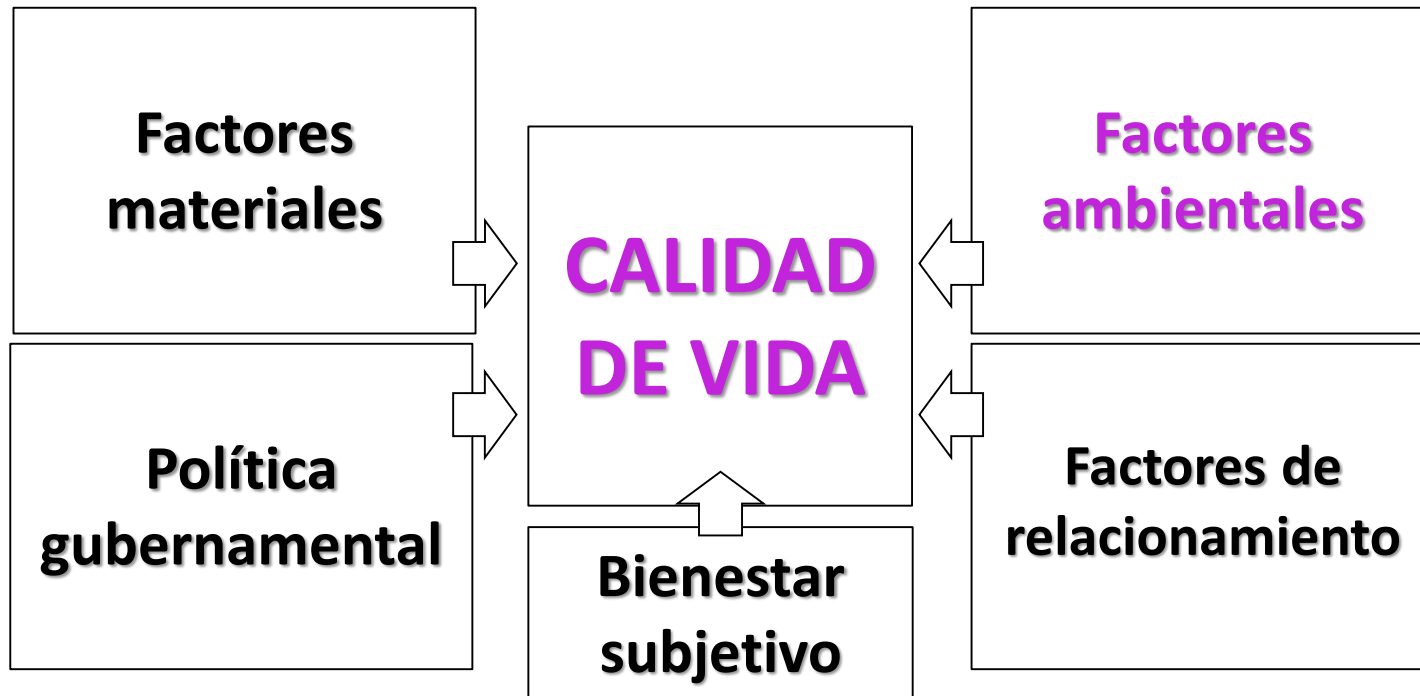 Factores
materiales
Factores
ambientales
CALIDAD
DE VIDA
Política
gubernamental
Factores de
relacionamiento
Bienestar
subjetivo